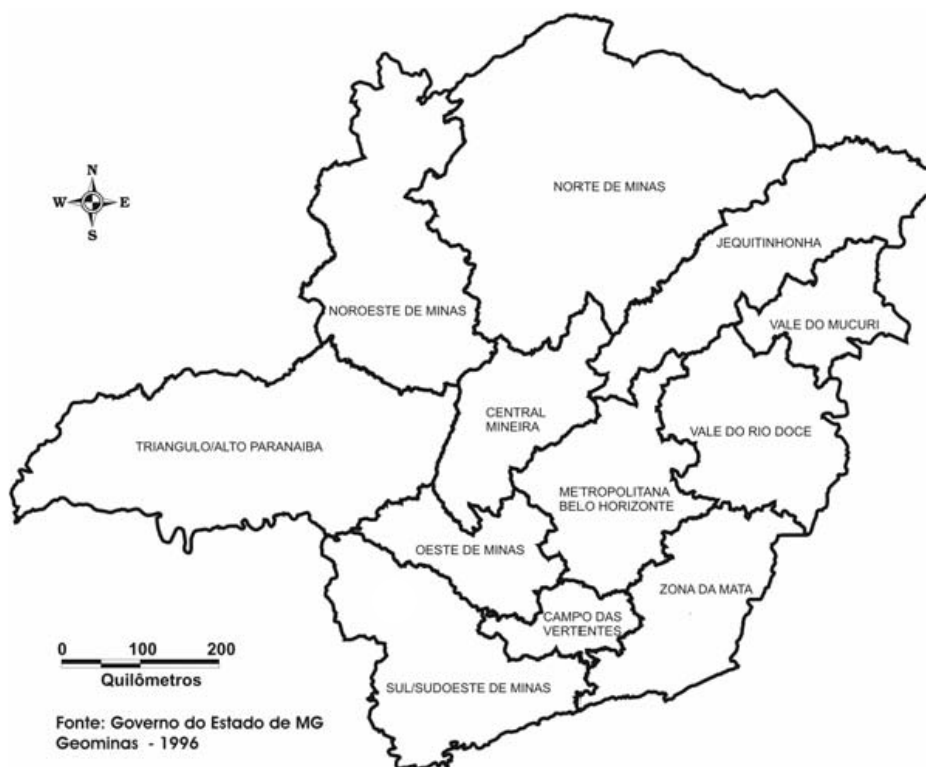 NORTE DE MINAS
N
W E
S
JEQUITINHONHA
NOROESTE DE MINAS
VALE DO MUCURI
CENTRAL
MINEIRA
TRIANGULO/ALTO PARANAIBA
VALE DO RIO DOCE
METROPOLITANA
BELO HORIZONTE
OESTE DE MINAS
ZONA DA MATA
CAMPO DAS
VERTENTES
SUL/SUDOESTE DE MINAS
0 100 200
Quilômetros
Fonte: Governo do Estado de MG
Geominas - 1996